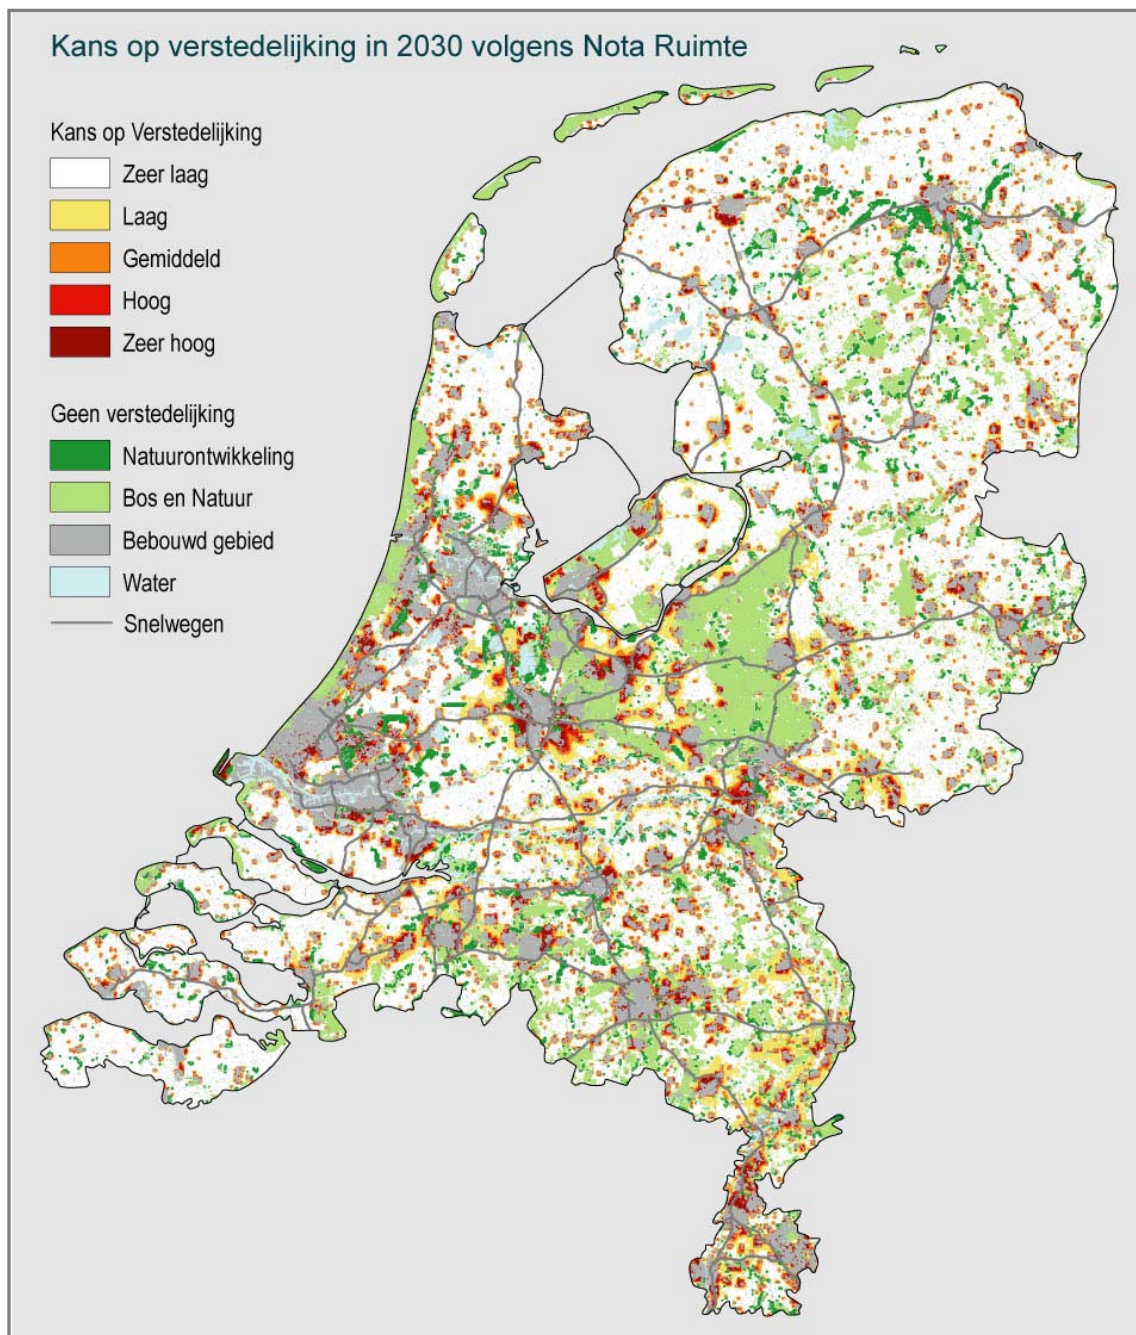 Kans op verstedelijking in 2030 volgens Nota Ruimte
Kans op Verstedelijking
Zeer laag
Laag
Gemiddeld
Hoog
Zeer hoog
Geen verstedelijking
Natuurontwikkeling
Bos en Natuur
Bebouwd gebied
Water
Snelwegen